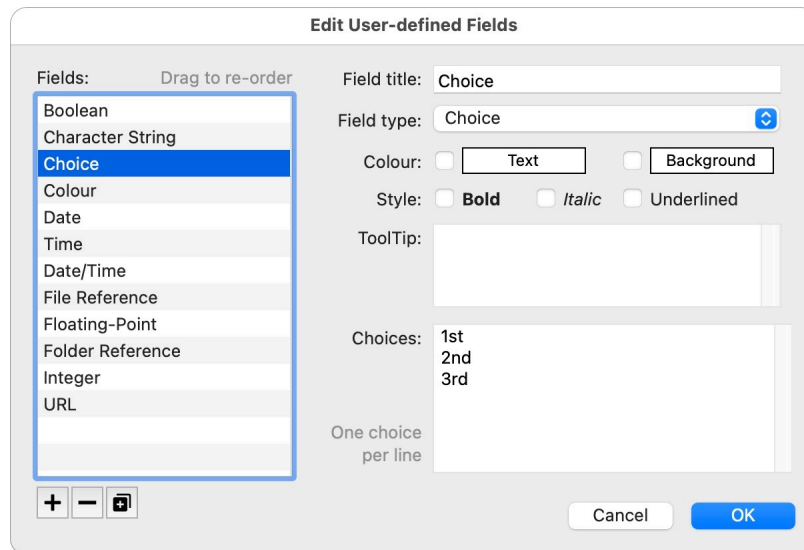 Edit User-defined Fields
Fields:
Drag to re-order
Boolean
Character String
Choice
Colour
Date
Time
Date/Time
File Reference
Floating-Point
Folder Reference
Integer
URL
Field title: Choice
Field type: Choice
Colour: Text Background
Style: Bold Italic Underlined
ToolTip:
Choices: 1st
2nd
3rd
One choice
per line
Cancel OK